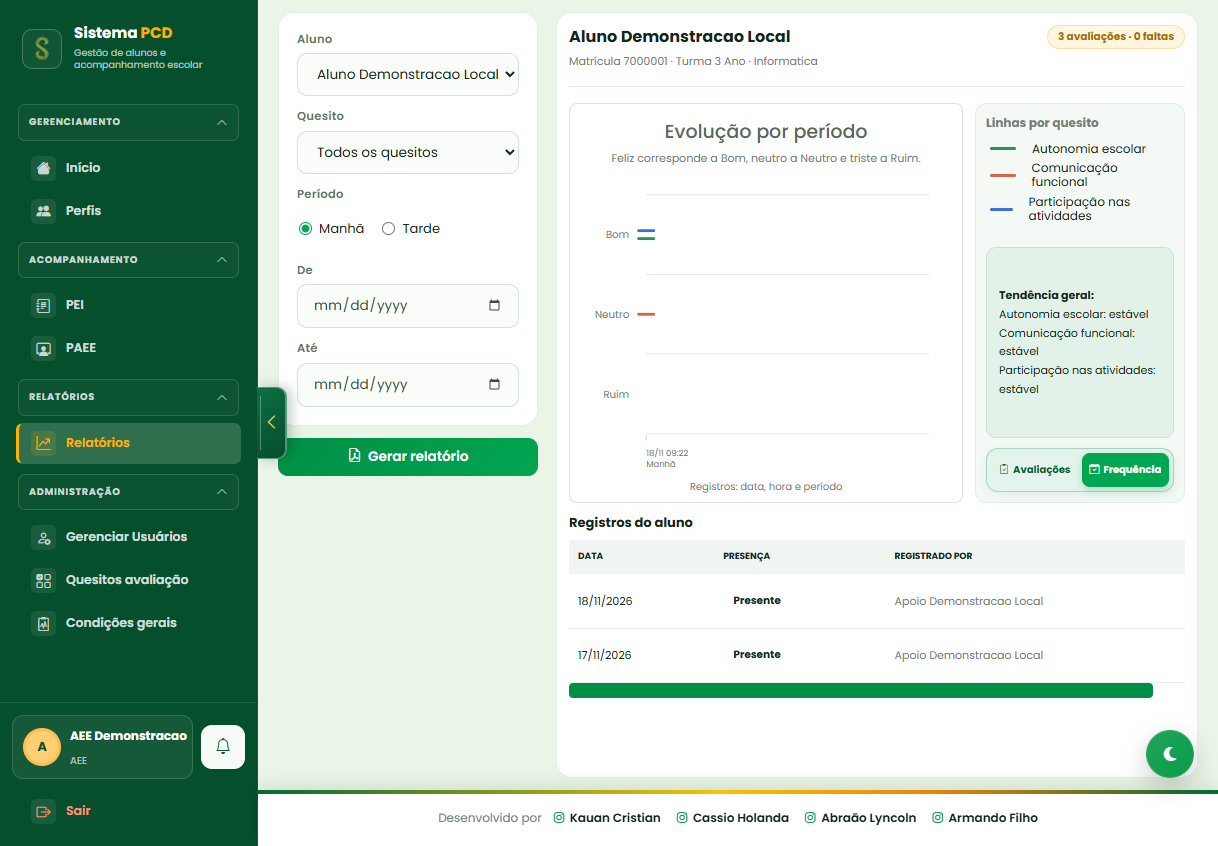 Sistema PCD
Gestão de alunos e
acompanhamento escolar
GERENCIAMENTO
Início
Perfis
ACOMPANHAMENTO
PEI
PAEE
RELATÓRIOS
Relatórios
ADMINISTRAÇÃO
Gerenciar Usuários
Quesitos avaliação
Condições gerais
A
AEE Demonstracao
AEE
Sair
Aluno
Aluno Demonstracao Local
Quesito
Todos os quesitos
Período
Manhã
Tarde
De
mm/dd/yyyy
Até
mm/dd/yyyy
Gerar relatório
Aluno Demonstracao Local
3 avaliações · 0 faltas
Matrícula 7000001 · Turma 3 Ano · Informatica
Evolução por período
Feliz corresponde a Bom, neutro a Neutro e triste a Ruim.
Bom
Neutro
Ruim
18/11 09:22
Manhã
Registros: data, hora e período
Linhas por quesito
Autonomia escolar
Comunicação
funcional
Participação nas
atividades
Tendência geral:
Autonomia escolar: estável
Comunicação funcional:
estável
Participação nas atividades:
estável
Avaliações
Frequência
Registros do aluno
DATA PRESENÇA REGISTRADO POR
18/11/2026 Presente Apoio Demonstracao Local
17/11/2026 Presente Apoio Demonstracao Local
Desenvolvido por Kauan Cristian Cassio Holanda Abraão Lyncoln Armando Filho